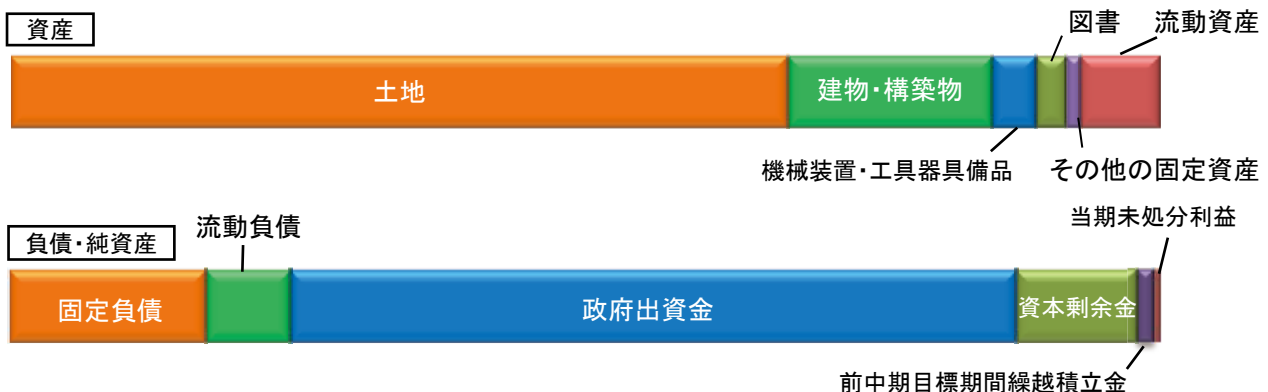 資産
図書
流動資産
土地
建物・構築物
機械装置・工具器具備品
その他の固定資産
負債・純資産
流動負債
当期未処分利益
固定負債
政府出資金
資本剰余金
前中期目標期間繰越積立金